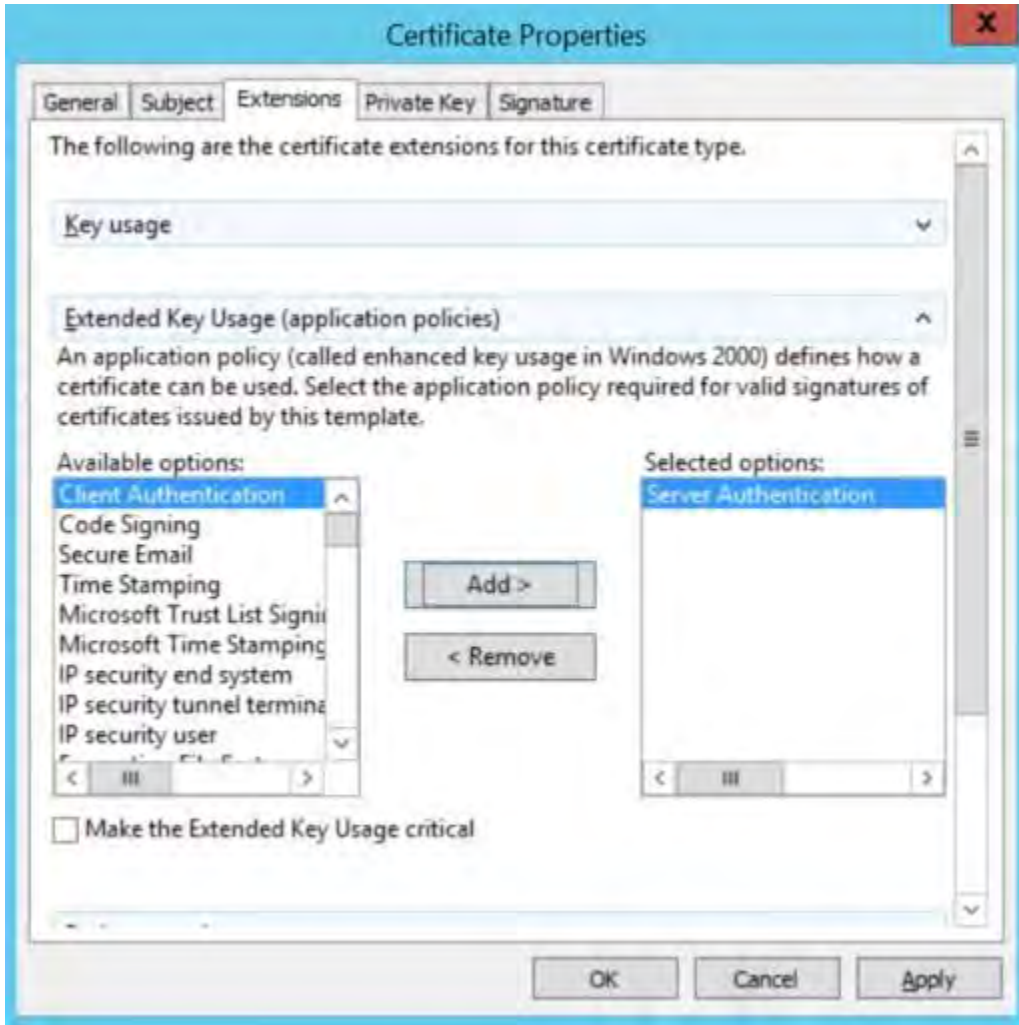 Certificate Properties
x
General Subject Extensions Private Key Signature
The following are the certificate extensions for this certificate type.
Key usage
Extended Key Usage (application policies)
An application policy (called enhanced key usage in Windows 2000) defines how a
certificate can be used. Select the application policy required for valid signatures of
certificates issued by this template.
Available options:
Selected options:
Client Authentication
Server Authentication
Code Signing
Secure Email
Time Stamping
Add >
Microsoft Trust List Signi
Microsoft Time Stamping
< Remove
IP security end system
IP security tunnel termina
IP security user
Make the Extended Key Usage critical
OK Cancel Apply